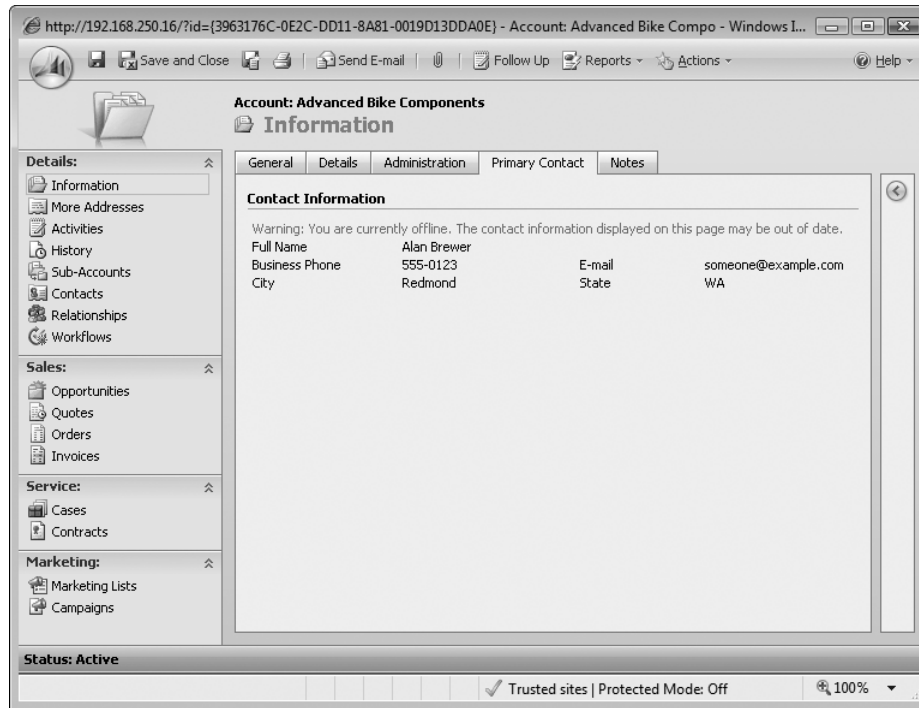 http://192.168.250.16/?id={3963176C-0E2C-DD11-8A81-0019D13DDA0E} - Account: Advanced Bike Compo - Windows I...
Save and Close Send E-mail Follow Up Reports Actions Help
Account: Advanced Bike Components
Information
Details:
Information
More Addresses
Activities
History
Sub-Accounts
Contacts
Relationships
Workflows
Sales:
Opportunities
Quotes
Orders
Invoices
Service:
Cases
Contracts
Marketing:
Marketing Lists
Campaigns
General Details Administration Primary Contact Notes
Contact Information
Warning: You are currently offline. The contact information displayed on this page may be out of date.
Full Name Alan Brewer
Business Phone 555-0123 E-mail someone@example.com
City Redmond State WA
Status: Active
Trusted sites | Protected Mode: Off 100%